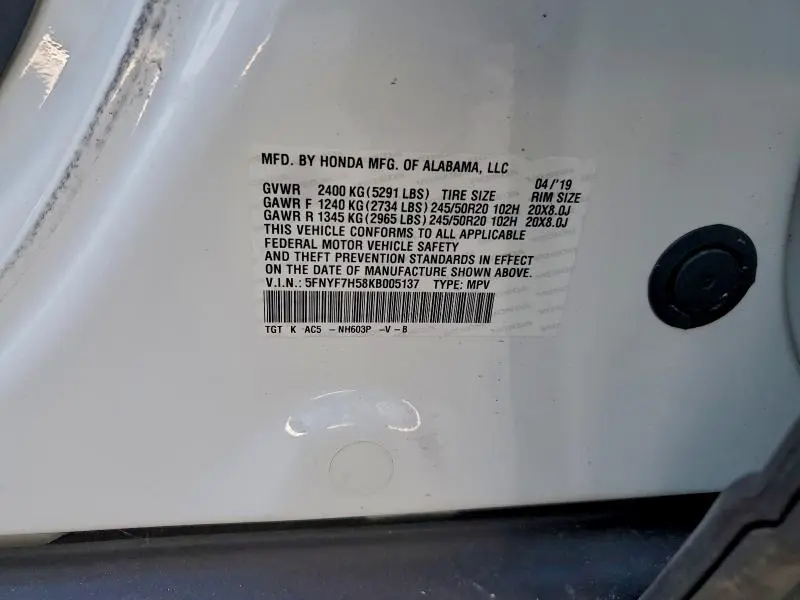 MFD. BY HONDA MFG. OF ALABAMA, LLC
04/'19
GVWR 2400 KG(5291 LBS) TIRE SIZE RIM SIZE
GAWR F 1240 KG(2734 LBS) 245/50R20 102H 20X8.0J
GAWR R 1345 KG(2965 LBS) 245/50R20 102H 20X8.0J
THIS VEHICLE CONFORMS TO ALL APPLICABLE
FEDERAL MOTOR VEHICLE SAFETY
AND THEFT PREVENTION STANDARDS IN EFFECT
ON THE DATE OF MANUFACTURE SHOWN ABOVE.
V.I.N.: 5FNYF7H58KB005137 TYPE: MPV
TGT K AC5 -NH603P -V-B